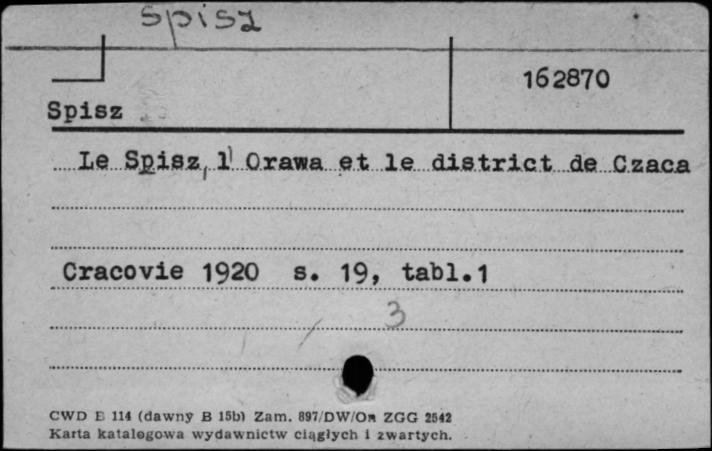 Spisz
162870
Spisz
Le Spisz, l' Orawa et le district de Czaca
Cracovie 1920 s. 19, tabl.1
3
CWD E 114 (dawny B 15b) Zam. 897/DW/On ZGG 2542
Karta katalogowa wydawnictw ciągłych i zwartych.